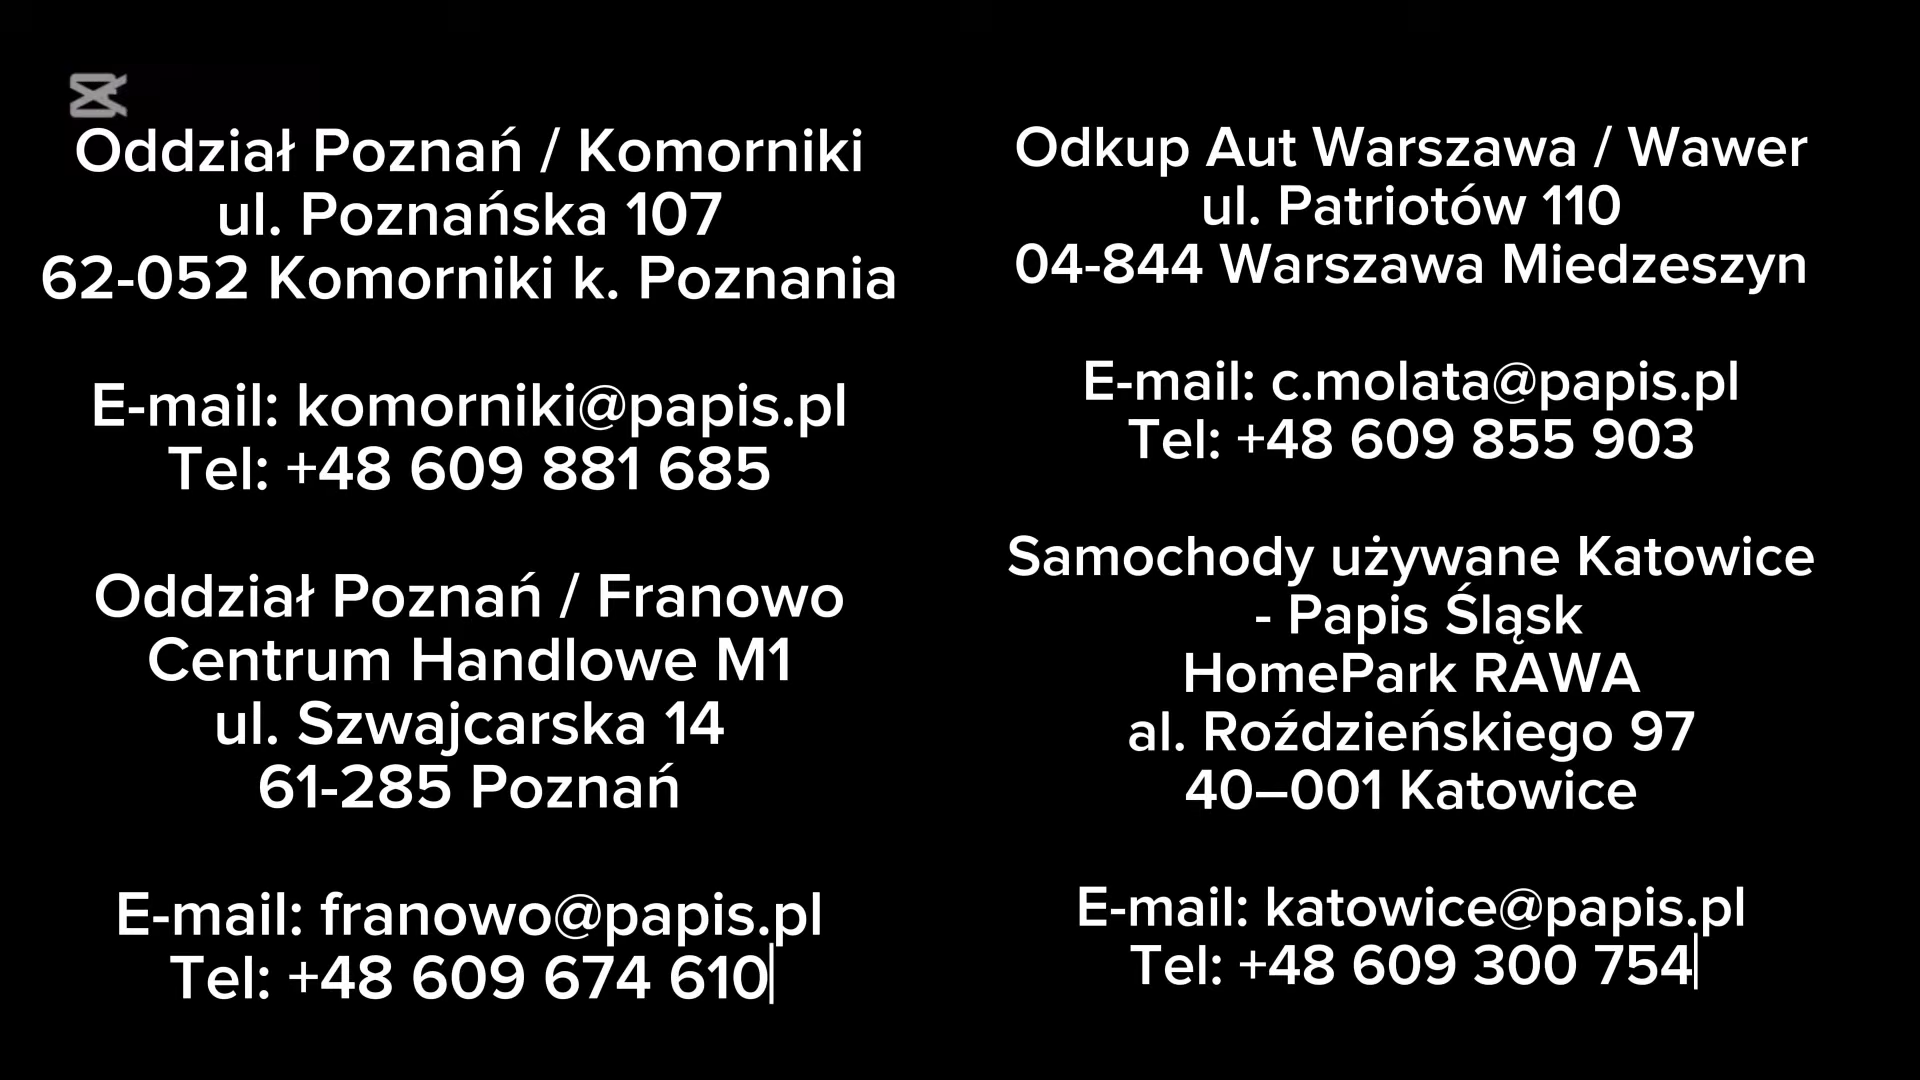 Oddział Poznań / Komorniki
ul. Poznańska 107
62-052 Komorniki k. Poznania
E-mail: komorniki@papis.pl
Tel: +48 609 881 685
Oddział Poznań / Franowo
Centrum Handlowe M1
ul. Szwajcarska 14
61-285 Poznań
E-mail: franowo@papis.pl
Tel: +48 609 674 610
Odkup Aut Warszawa / Wawer
ul. Patriotów 110
04-844 Warszawa Miedzeszyn
E-mail: c.molata@papis.pl
Tel: +48 609 855 903
Samochody używane Katowice
- Papis Śląsk
HomePark RAWA
al. Roździeńskiego 97
40–001 Katowice
E-mail: katowice@papis.pl
Tel: +48 609 300 754